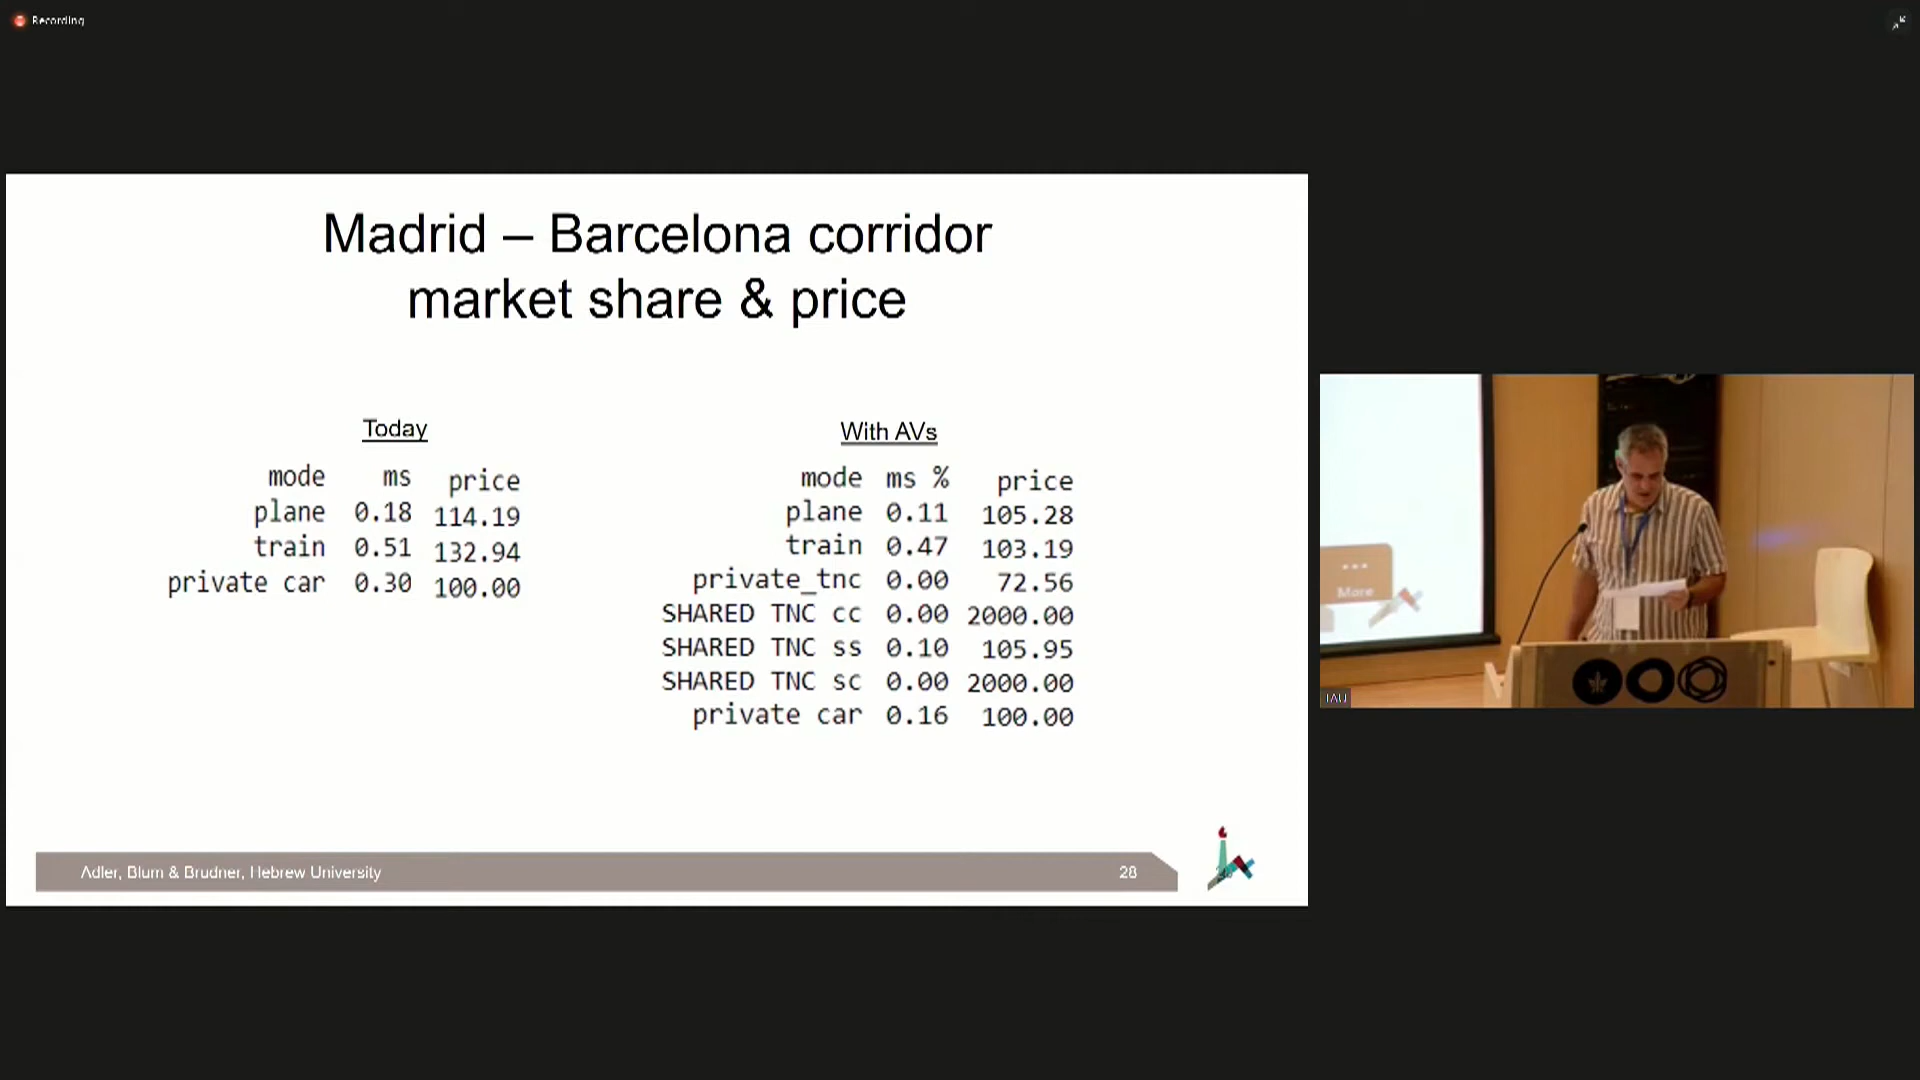 Recording
Madrid – Barcelona corridor
market share & price
Today
mode ms price
plane 0.18 114.19
train 0.51 132.94
private car 0.30 100.00
With AVs
mode ms % price
plane 0.11 105.28
train 0.47 103.19
private_tnc 0.00 72.56
SHARED TNC cc 0.00 2000.00
SHARED TNC ss 0.10 105.95
SHARED TNC sc 0.00 2000.00
private car 0.16 100.00
Adler, Blum & Brudner, Hebrew University 28
More
TAU